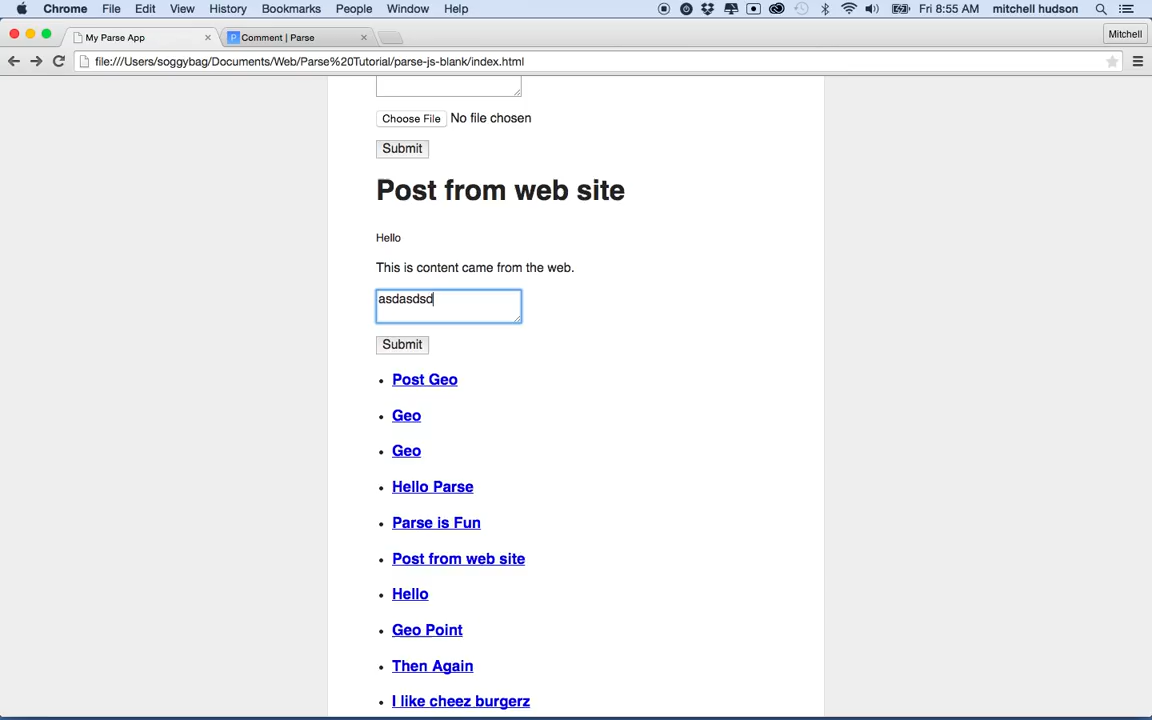 Chrome File Edit View History Bookmarks People Window Help Fri 8:55 AM mitchell hudson
My Parse App Comment | Parse Mitchell
file:///Users/soggybag/Documents/Web/Parse%20Tutorial/parse-js-blank/index.html
Choose File No file chosen
Submit
Post from web site
Hello
This is content came from the web.
asdasdsd
Submit
Post Geo
Geo
Geo
Hello Parse
Parse is Fun
Post from web site
Hello
Geo Point
Then Again
I like cheez burgerz